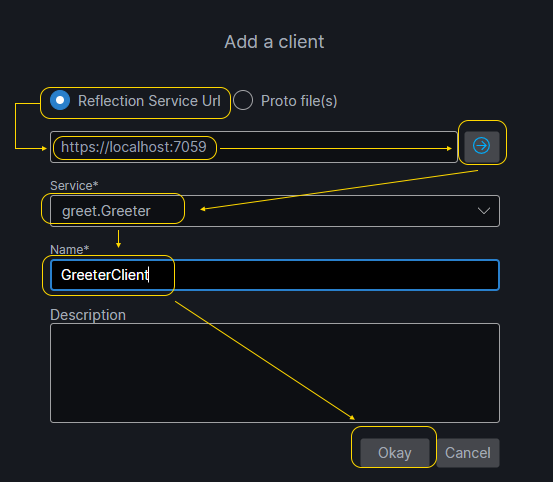 Add a client
Reflection Service Url Proto file(s)
https://localhost:7059
Service*
greet.Greeter
Name*
GreeterClient
Description
Okay Cancel